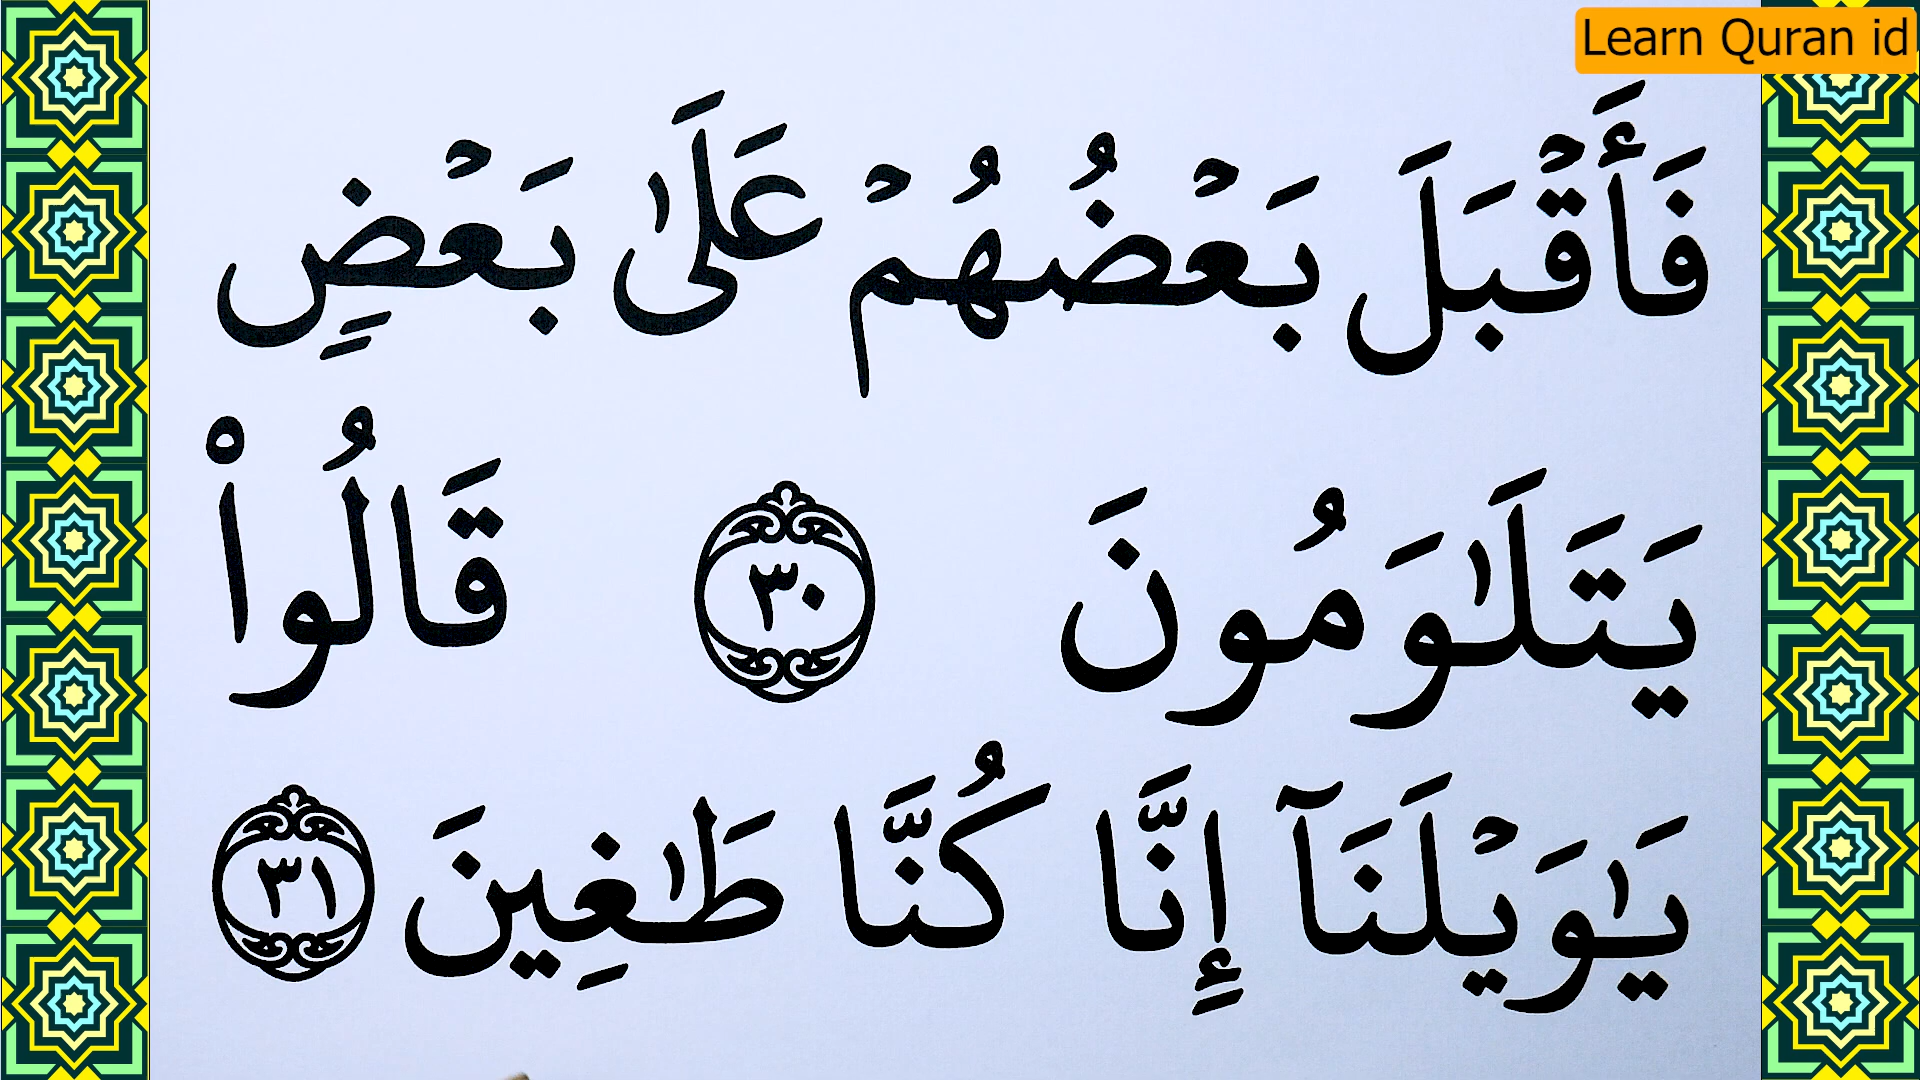 Learn Quran id
فَأَقۡبَلَ بَعۡضُهُمۡ عَلَىٰ بَعۡضٖ
يَتَلَٰوَمُونَ ٣٠ قَالُواْ
يَٰوَيۡلَنَآ إِنَّا كُنَّا طَٰغِينَ ٣١